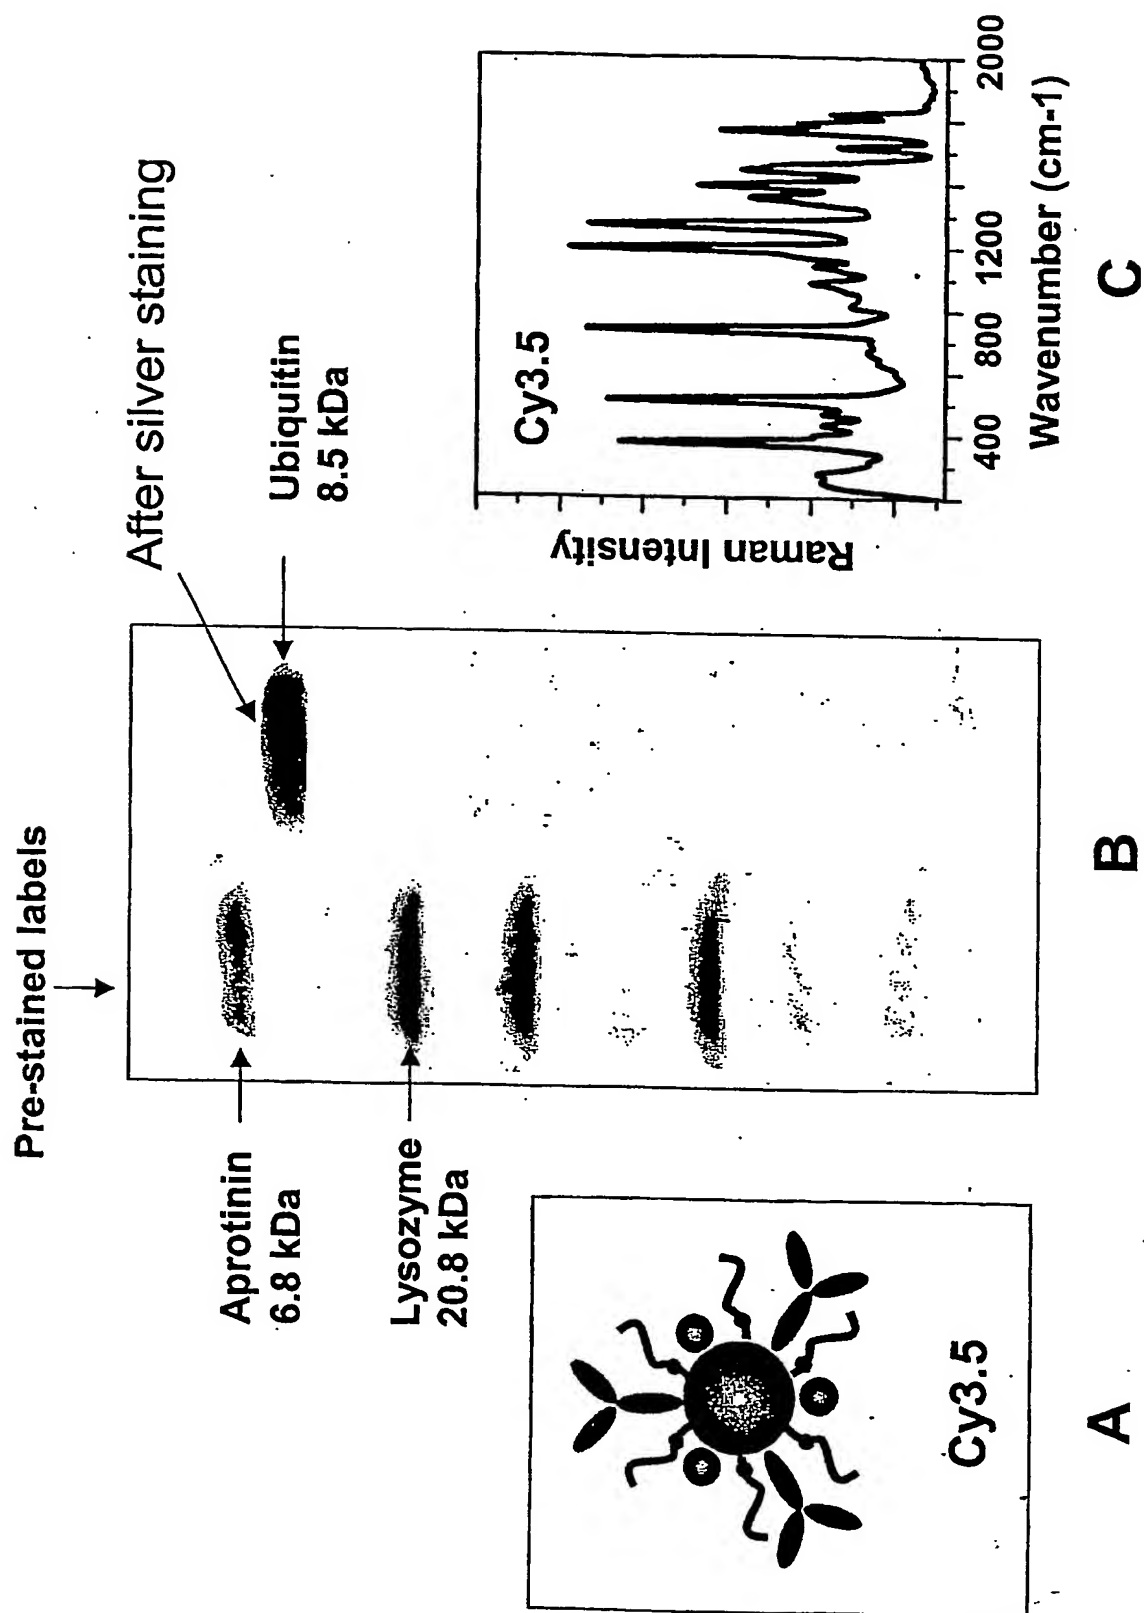 Pre-stained labels
After silver staining
Aprotinin
6.8 kDa
Ubiquitin
8.5 kDa
Lysozyme
20.8 kDa
Cy3.5
A
B
Cy3.5
Raman Intensity
400
800
1200
2000
Wavenumber (cm-1)
C